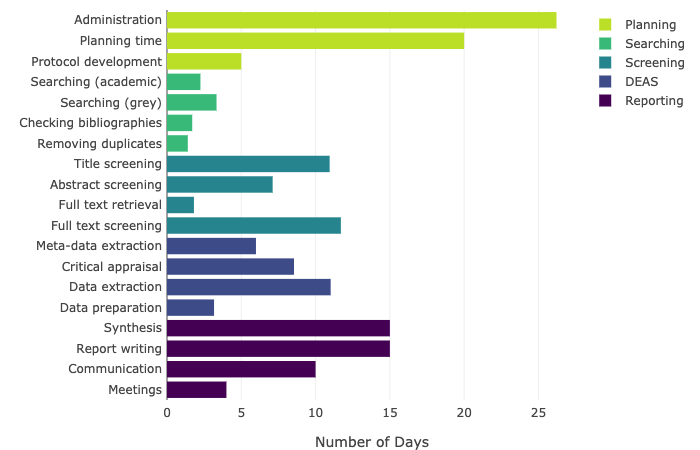 Administration
Planning time
Protocol development
Searching (academic)
Searching (grey)
Checking bibliographies
Removing duplicates
Title screening
Abstract screening
Full text retrieval
Full text screening
Meta-data extraction
Critical appraisal
Data extraction
Data preparation
Synthesis
Report writing
Communication
Meetings
0 5 10 15 20 25
Number of Days
Planning
Searching
Screening
DEAS
Reporting